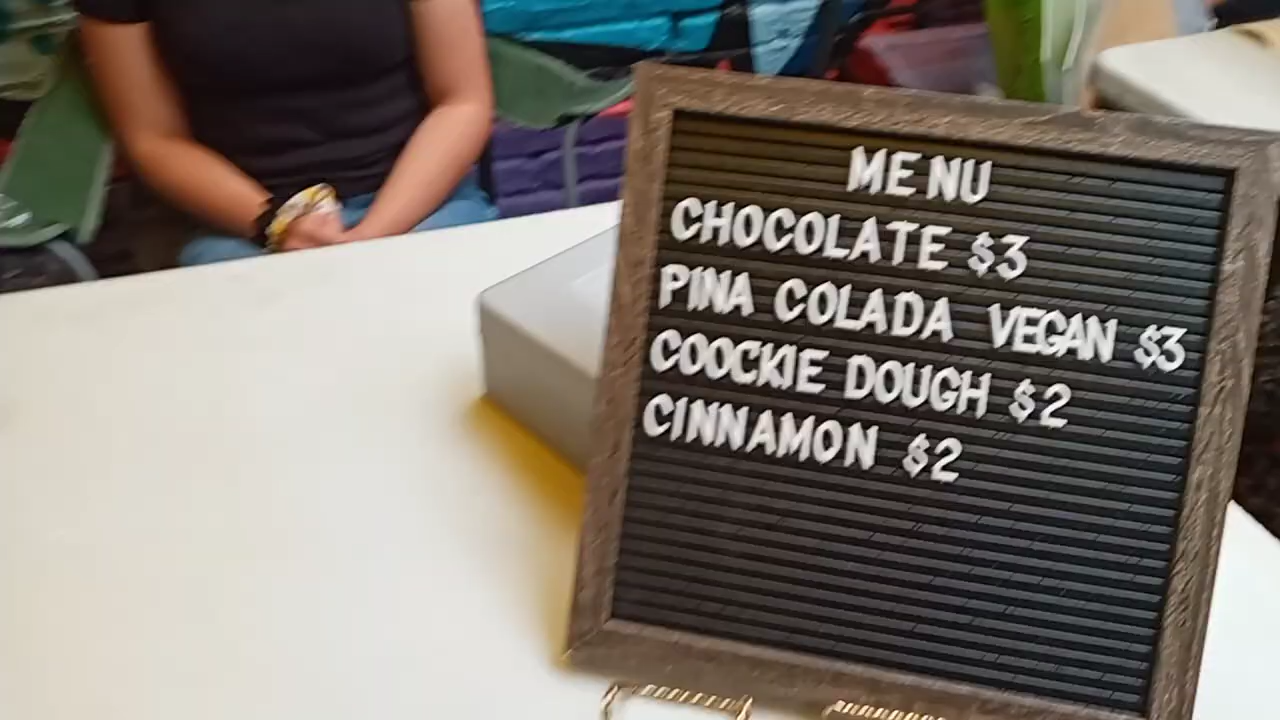 MENU
CHOCOLATE $3
PINA COLADA VEGAN $3
COOCKIE DOUGH $2
CINNAMON $2